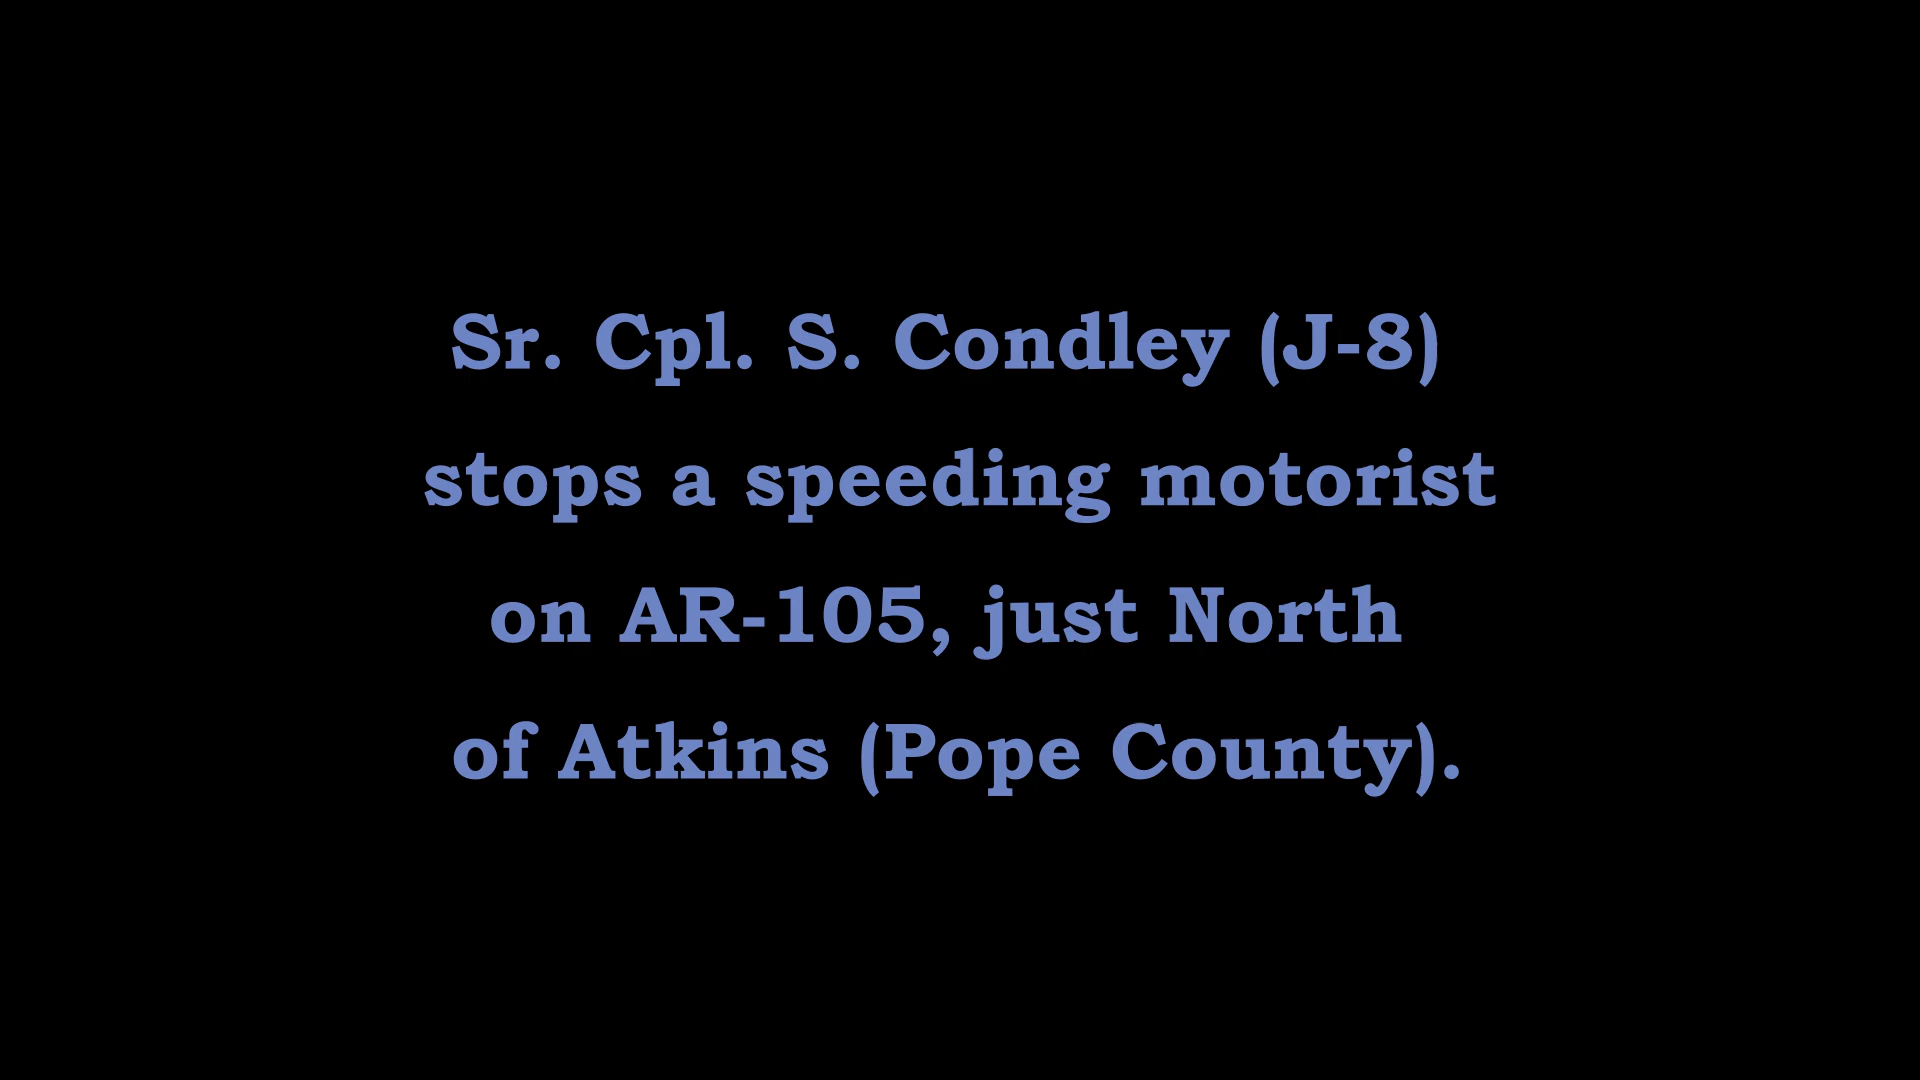 Sr. Cpl. S. Condley (J-8)
stops a speeding motorist
on AR-105, just North
of Atkins (Pope County).